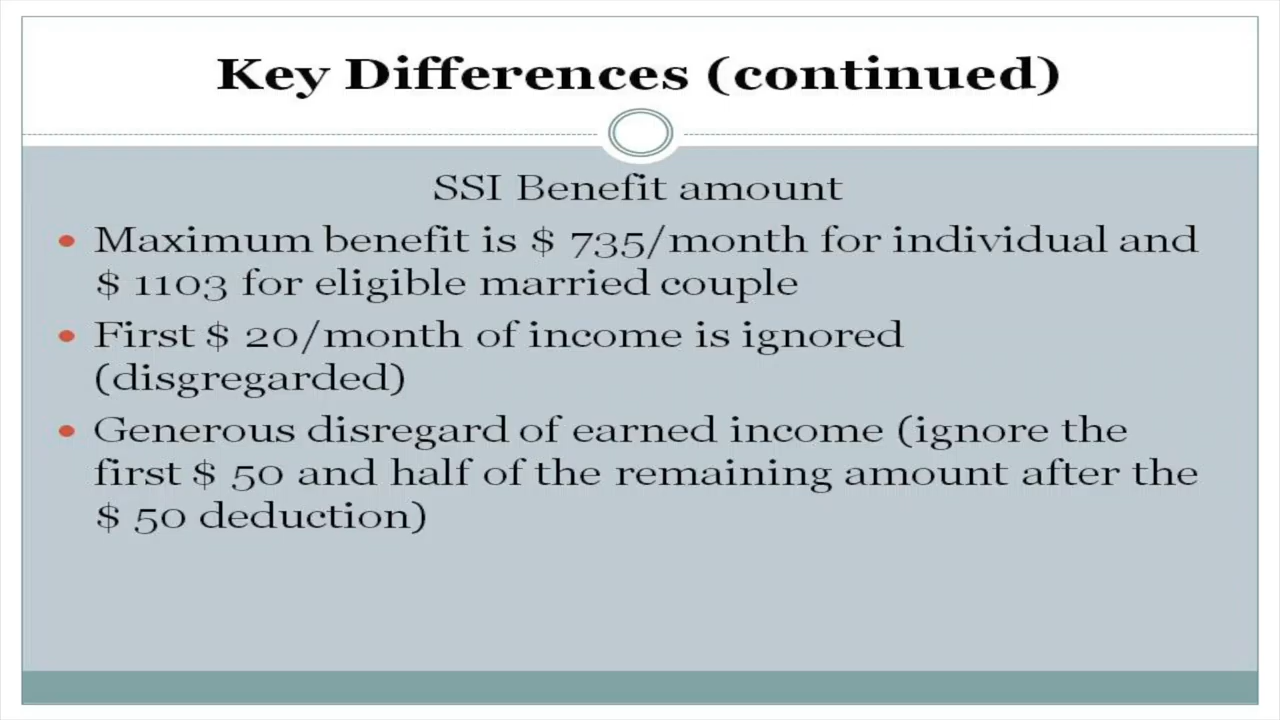 Key Differences (continued)
SSI Benefit amount
• Maximum benefit is $ 735/month for individual and
$ 1103 for eligible married couple
• First $ 20/month of income is ignored
(disgregarded)
• Generous disregard of earned income (ignore the
first $ 50 and half of the remaining amount after the
$ 50 deduction)